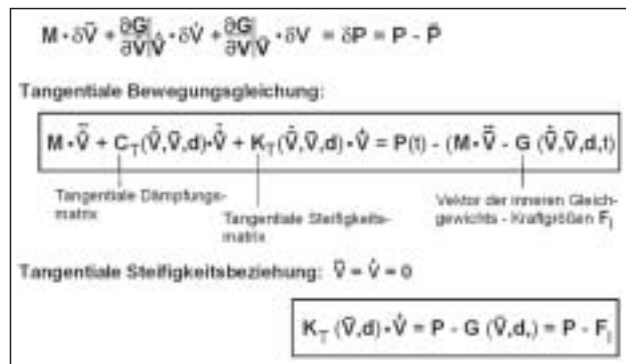 M · δV̈ + ∂G/∂V̇|V̇ · δV̇ + ∂G/∂V|V̄ · δV = δP = P - P̄
Tangentiale Bewegungsgleichung:
M · V̈ + C_T(V̇,V̄,d) · V̇ + K_T(V̇,V̄,d) · V̇ = P(t) - (M · V̈ - G (V̇,V̄,d,t)
Tangentiale Dämpfungs-
matrix
Tangentiale Steifigkeits-
matrix
Vektor der inneren Gleich-
gewichts - Kraftgrößen F_I
Tangentiale Steifigkeitsbeziehung: V̈ = V̇ = 0
K_T (V̄,d) · V̇ = P - G (V̄,d,) = P - F_I